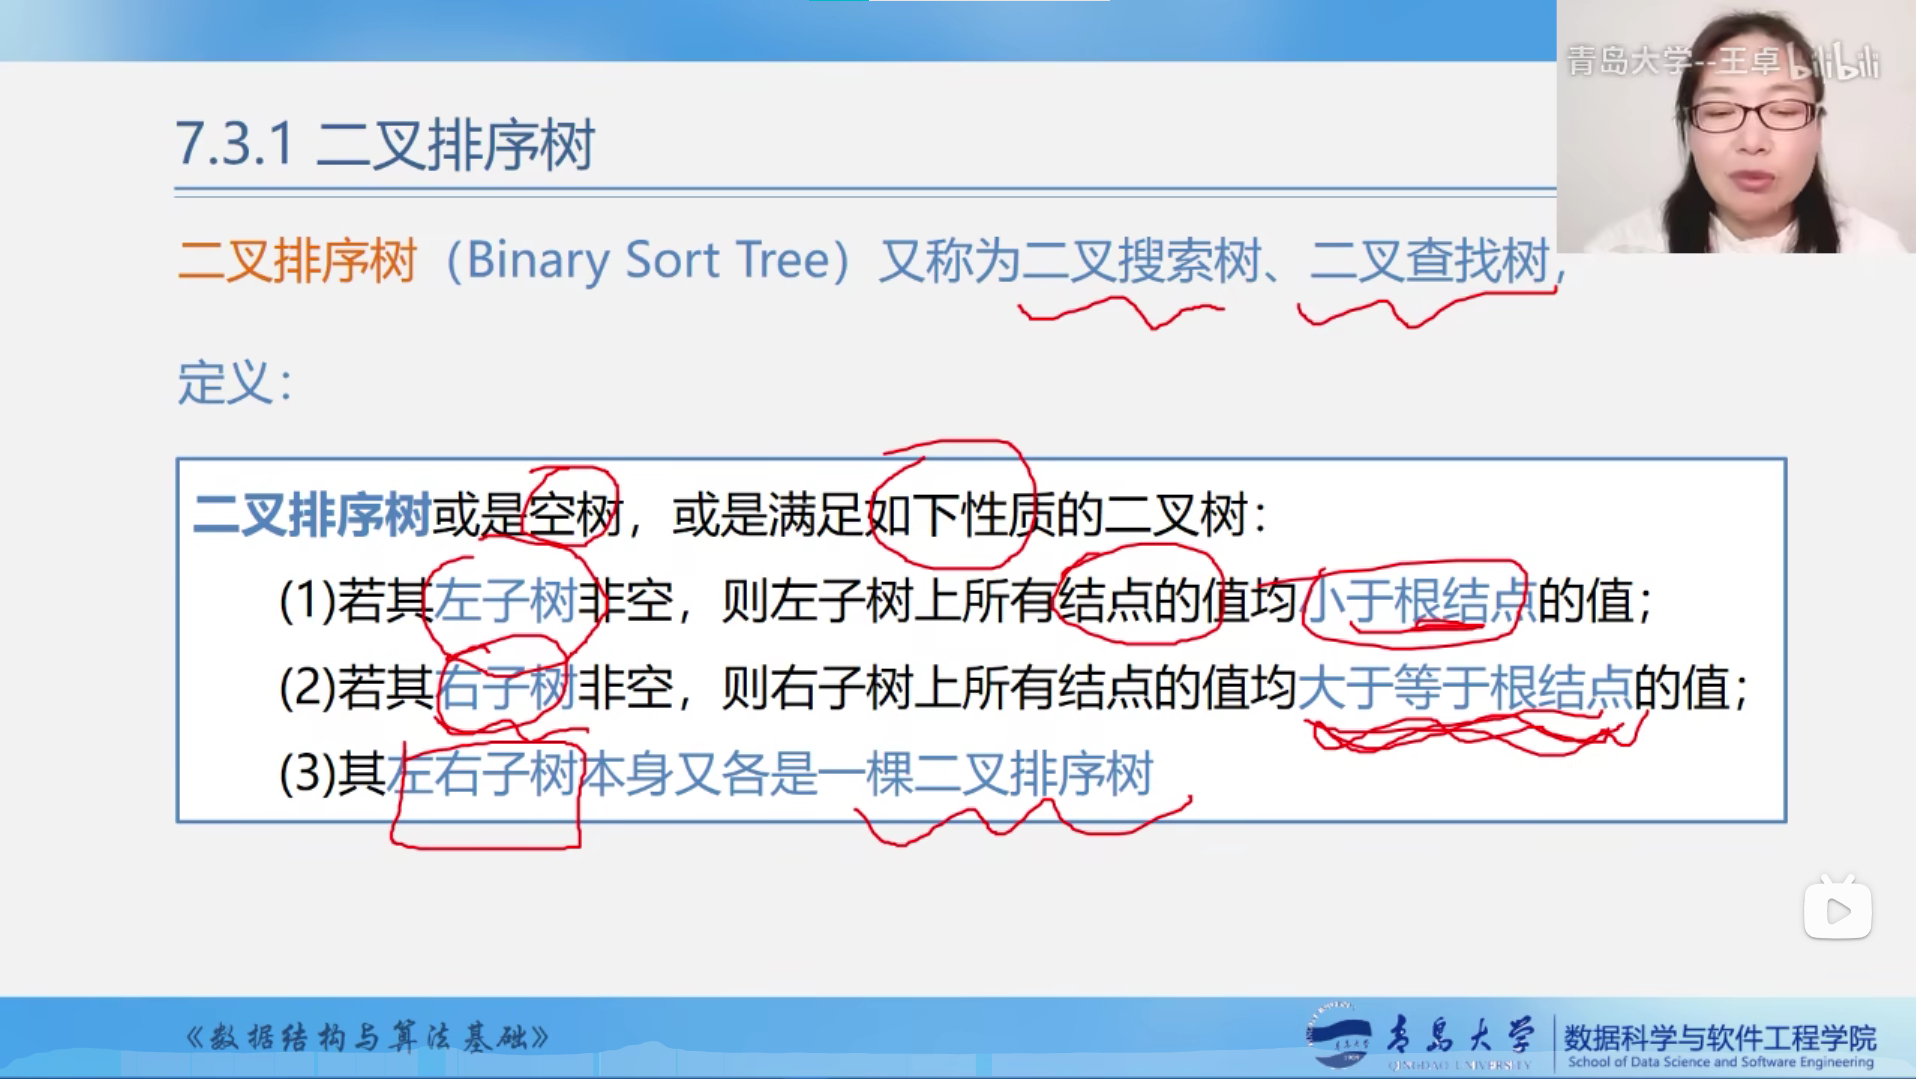 青岛大学--王卓 bilibili
7.3.1 二叉排序树
二叉排序树（Binary Sort Tree）又称为二叉搜索树、二叉查找树，
定义：
二叉排序树或是空树，或是满足如下性质的二叉树：
(1)若其左子树非空，则左子树上所有结点的值均小于根结点的值；
(2)若其右子树非空，则右子树上所有结点的值均大于等于根结点的值；
(3)其左右子树本身又各是一棵二叉排序树
《数据结构与算法基础》
青岛大学
QINGDAO UNIVERSITY
数据科学与软件工程学院
School of Data Science and Software Engineering